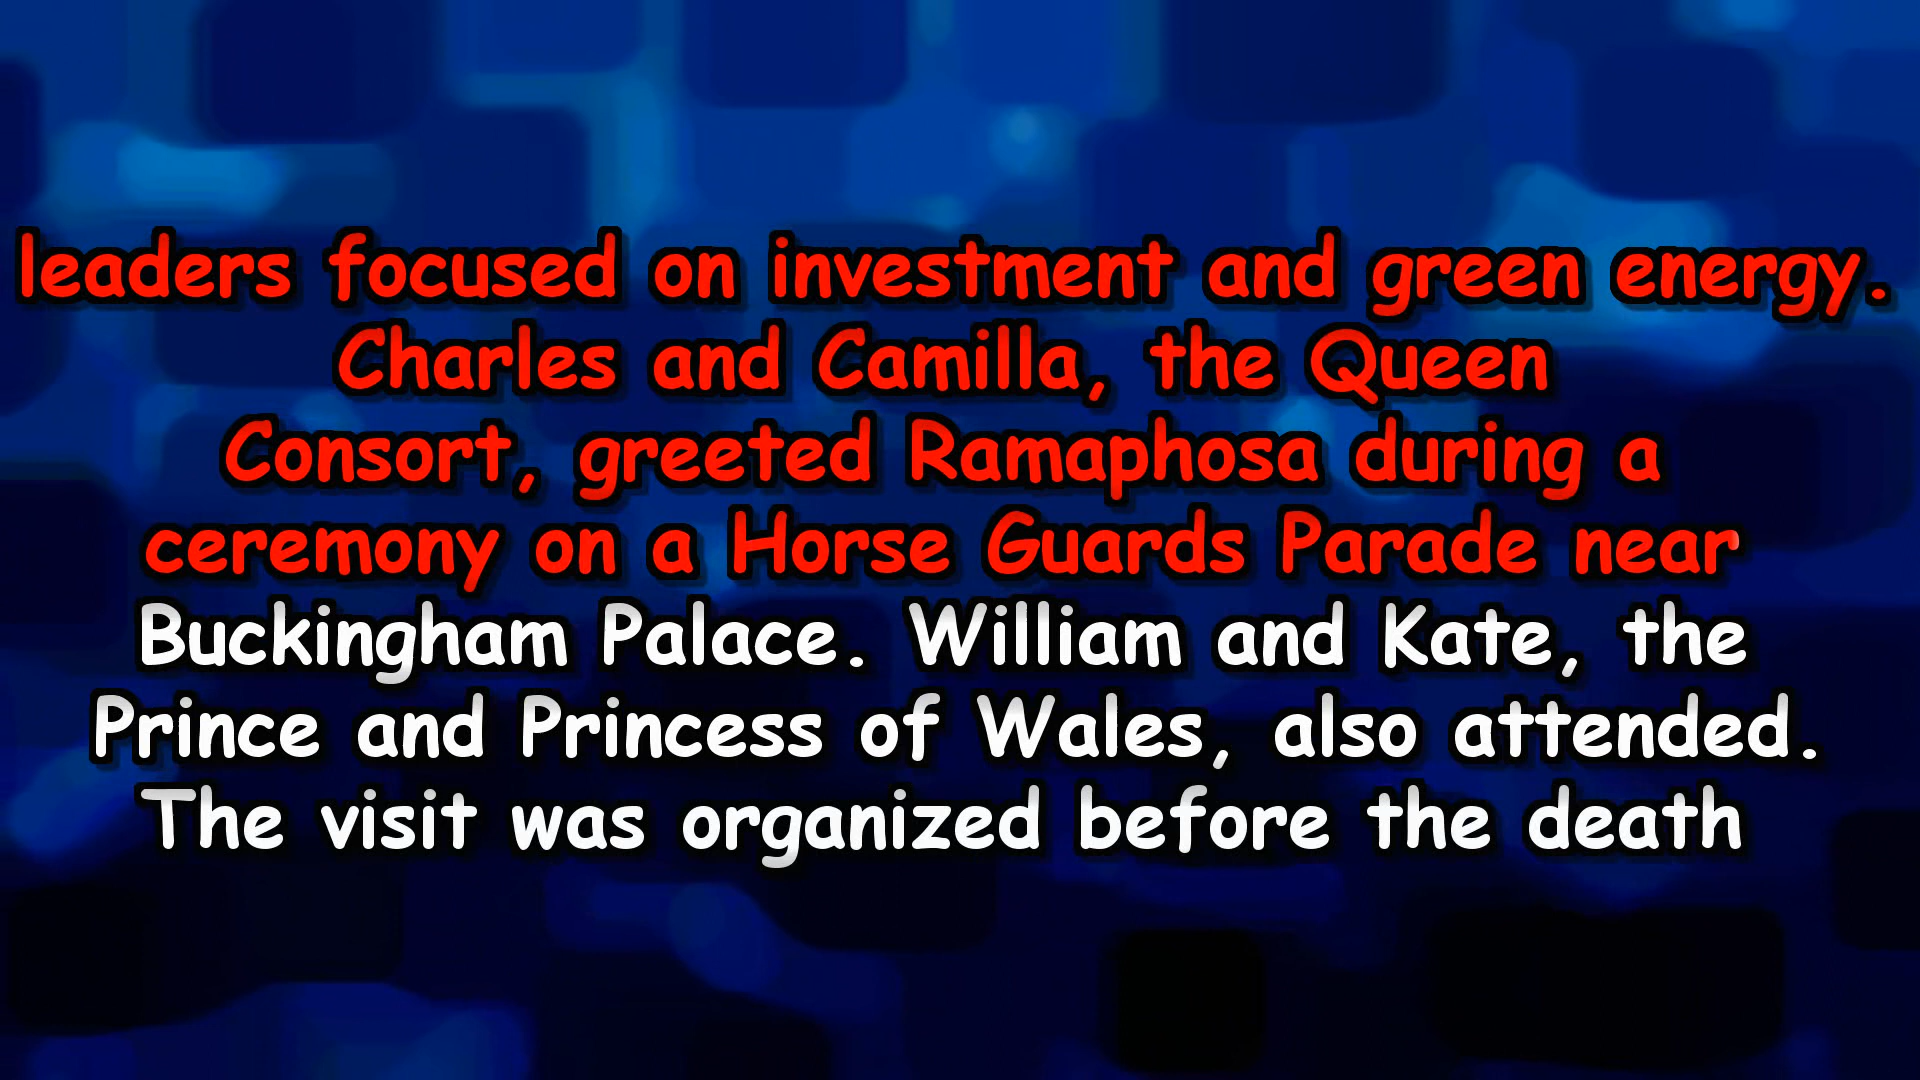 leaders focused on investment and green energy.
Charles and Camilla, the Queen
Consort, greeted Ramaphosa during a
ceremony on a Horse Guards Parade near
Buckingham Palace. William and Kate, the
Prince and Princess of Wales, also attended.
The visit was organized before the death